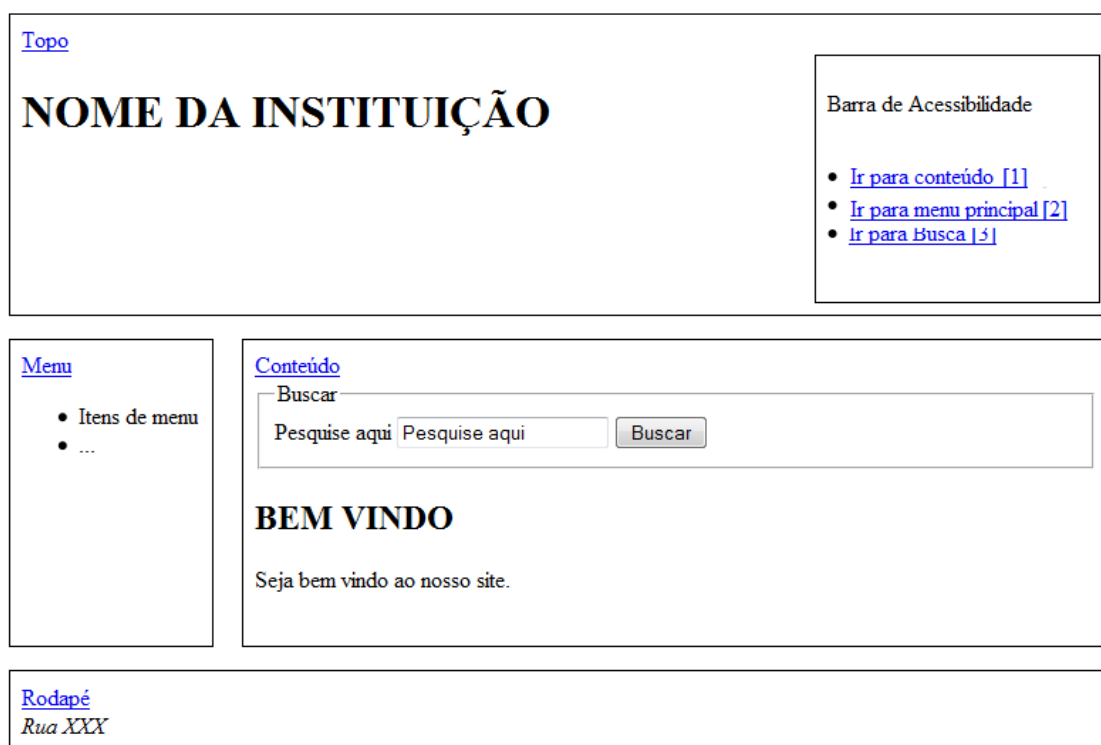 Topo
NOME DA INSTITUIÇÃO
Barra de Acessibilidade
Ir para conteúdo [1]
Ir para menu principal [2]
Ir para Busca [3]
Menu
Itens de menu
...
Conteúdo
Buscar
Pesquise aqui Pesquise aqui Buscar
BEM VINDO
Seja bem vindo ao nosso site.
Rodapé
Rua XXX